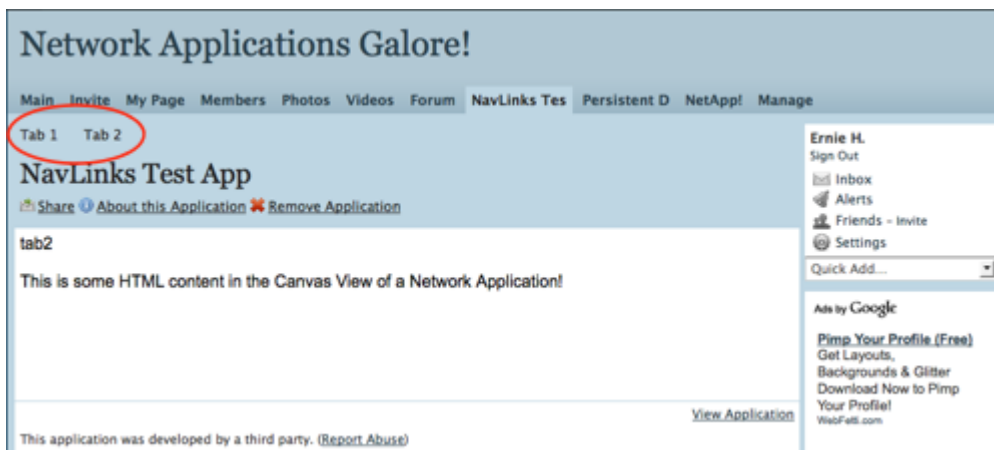 Network Applications Galore!
Main Invite My Page Members Photos Videos Forum NavLinks Tes Persistent D NetApp! Manage
Tab 1 Tab 2
NavLinks Test App
Share About this Application Remove Application
tab2
This is some HTML content in the Canvas View of a Network Application!
View Application
This application was developed by a third party. (Report Abuse)
Ernie H.
Sign Out
Inbox
Alerts
Friends - Invite
Settings
Quick Add...
Ads by Google
Pimp Your Profile (Free)
Get Layouts,
Backgrounds & Glitter
Download Now to Pimp
Your Profile!
WebFetti.com